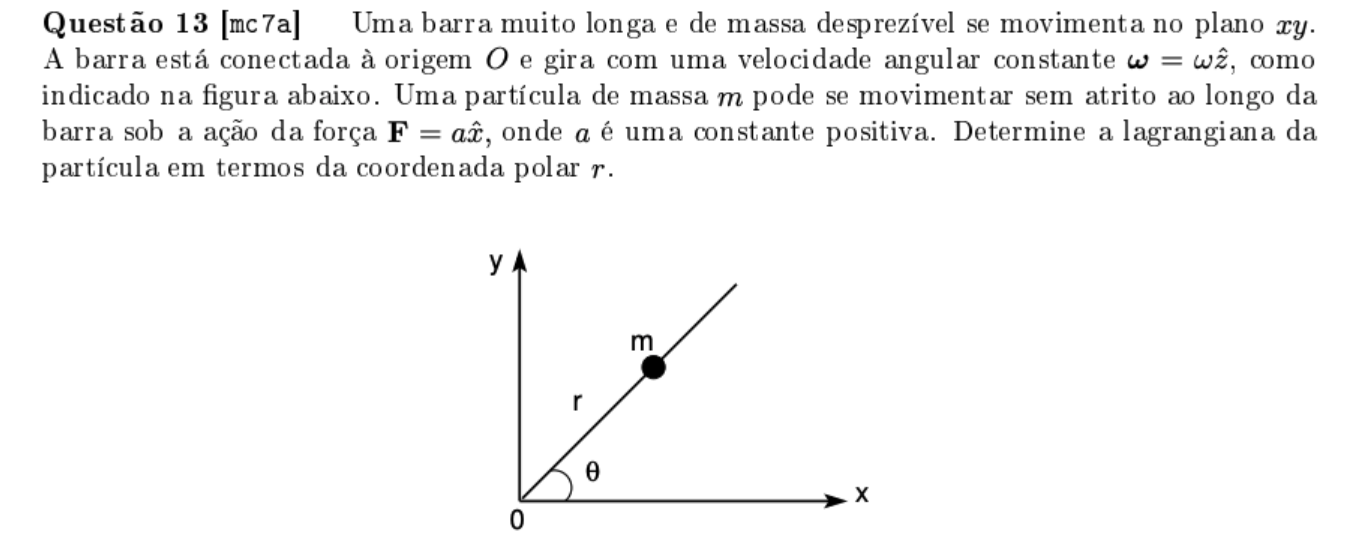 Questão 13 [mc7a] Uma barra muito longa e de massa desprezível se movimenta no plano xy.
A barra está conectada à origem O e gira com uma velocidade angular constante ω = ωẑ, como
indicado na figura abaixo. Uma partícula de massa m pode se movimentar sem atrito ao longo da
barra sob a ação da força F = ax̂, onde a é uma constante positiva. Determine a lagrangiana da
partícula em termos da coordenada polar r.
y
m
r
θ
x
0